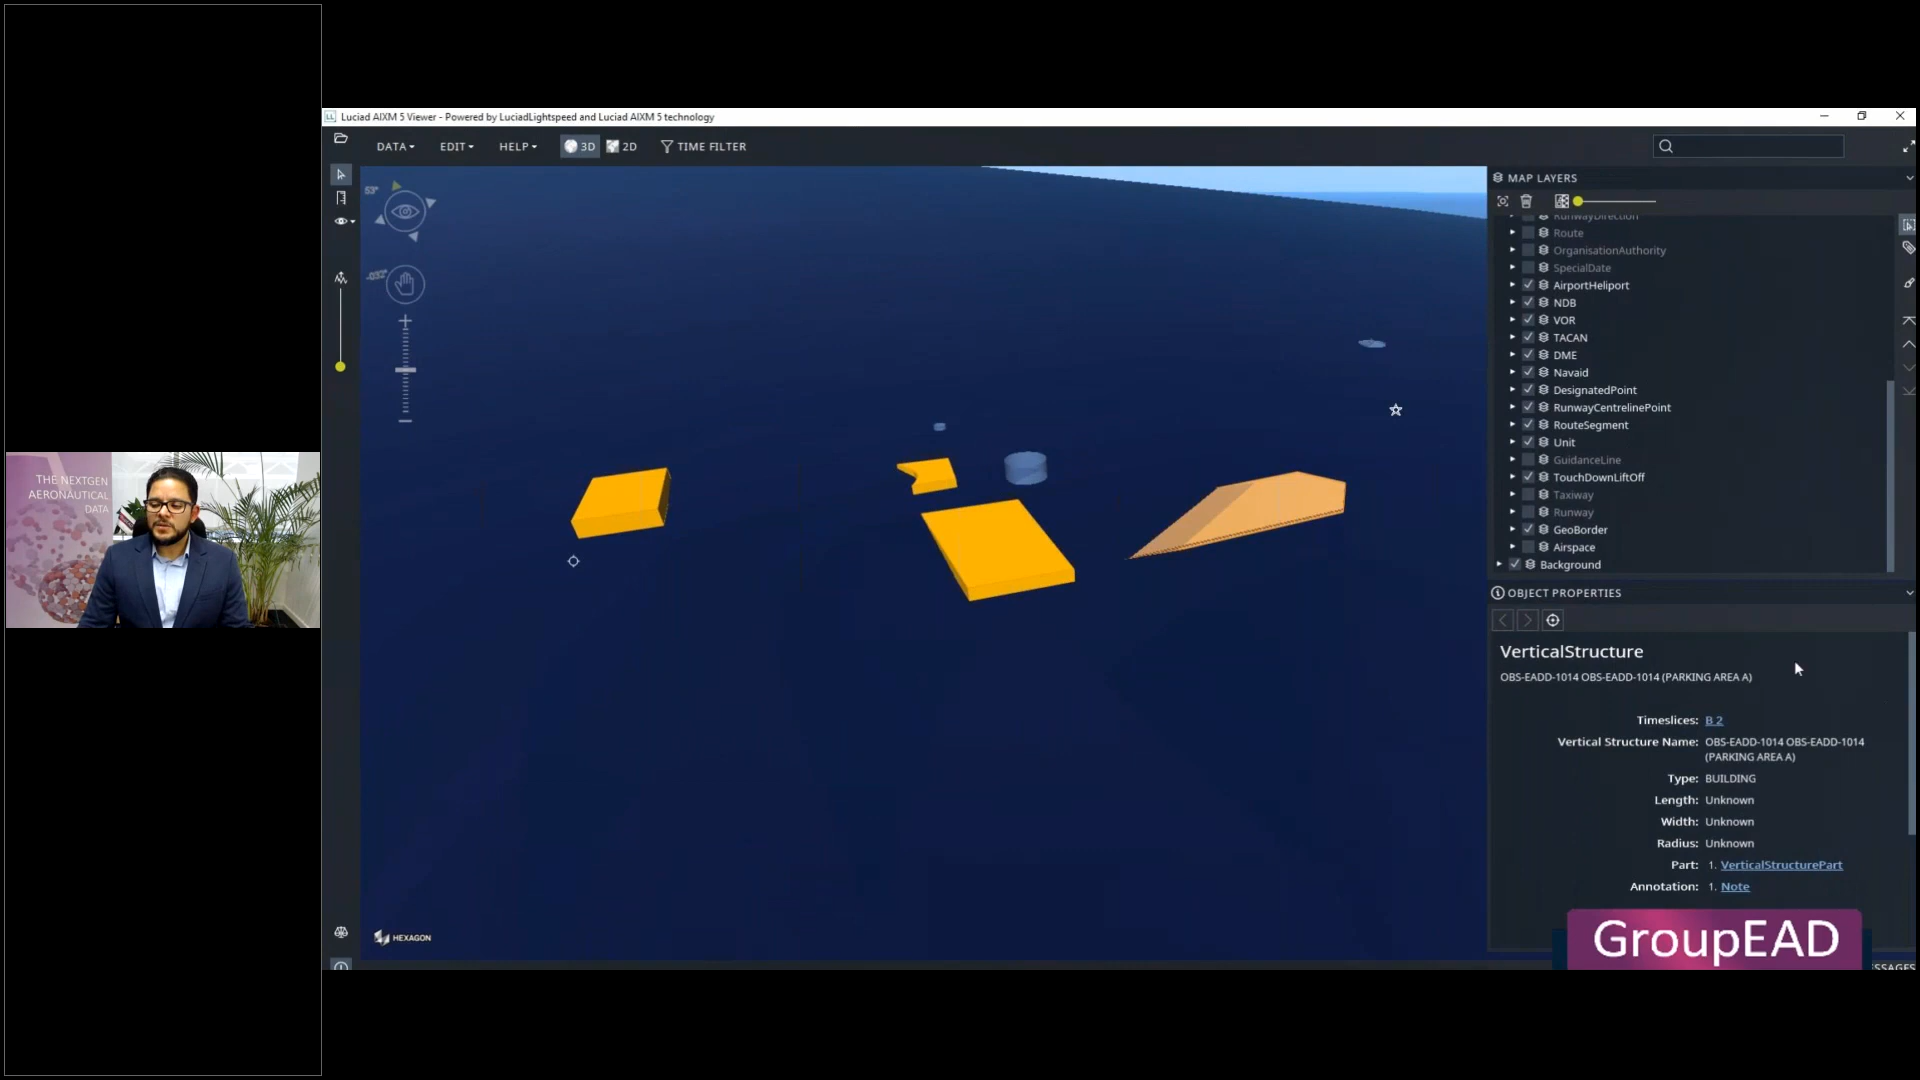 Luciad AIXM 5 Viewer - Powered by LuciadLightspeed and Luciad AIXM 5 technology
DATA EDIT HELP 3D 2D TIME FILTER
53°
MAP LAYERS
RunwayDirection
Route
OrganisationAuthority
SpecialDate
AirportHeliport
NDB
VOR
TACAN
DME
Navaid
DesignatedPoint
RunwayCentrelinePoint
RouteSegment
Unit
GuidanceLine
TouchDownLiftOff
Taxiway
Runway
GeoBorder
Airspace
Background
THE NEXTGEN
AERONAUTICAL
DATA
OBJECT PROPERTIES
VerticalStructure
OBS-EADD-1014 OBS-EADD-1014 (PARKING AREA A)
Timeslices: B 2
Vertical Structure Name: OBS-EADD-1014 OBS-EADD-1014
(PARKING AREA A)
Type: BUILDING
Length: Unknown
Width: Unknown
Radius: Unknown
Part: 1. VerticalStructurePart
Annotation: 1. Note
HEXAGON
GroupEAD
SSAGES